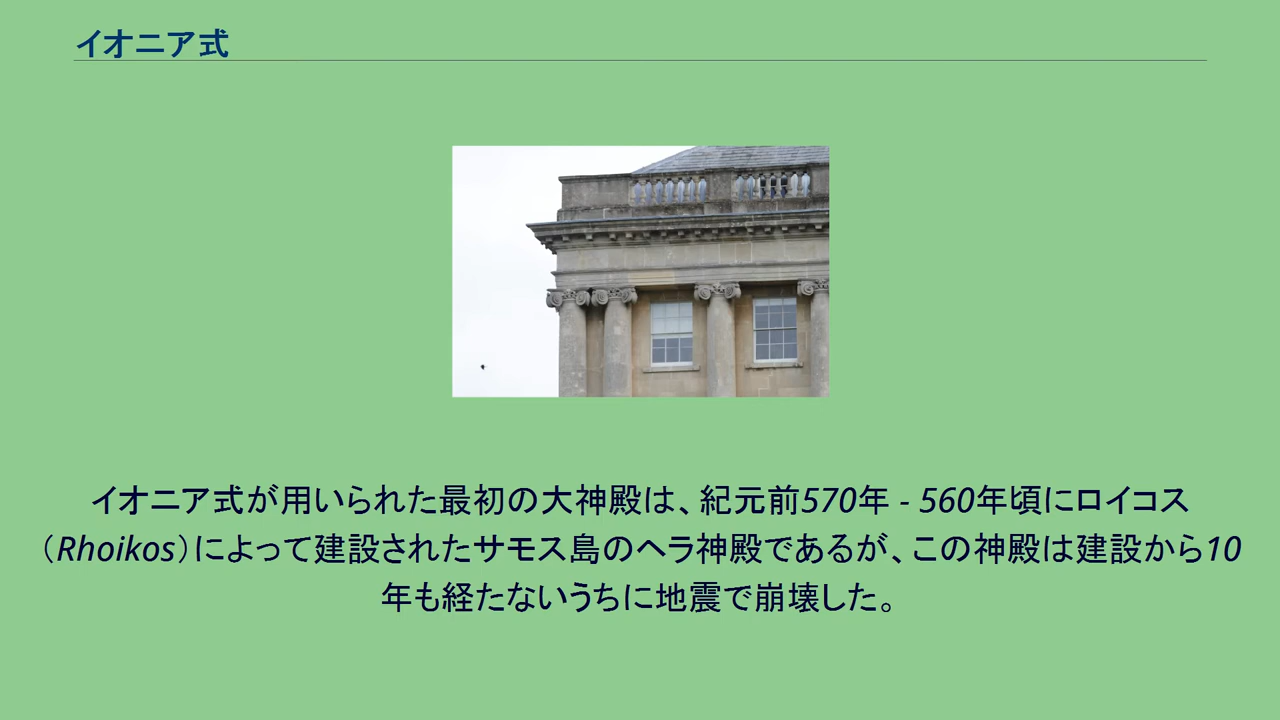 イオニア式
イオニア式が用いられた最初の大神殿は、紀元前570年 - 560年頃にロイコス
（Rhoikos）によって建設されたサモス島のヘラ神殿であるが、この神殿は建設から10
年も経たないうちに地震で崩壊した。